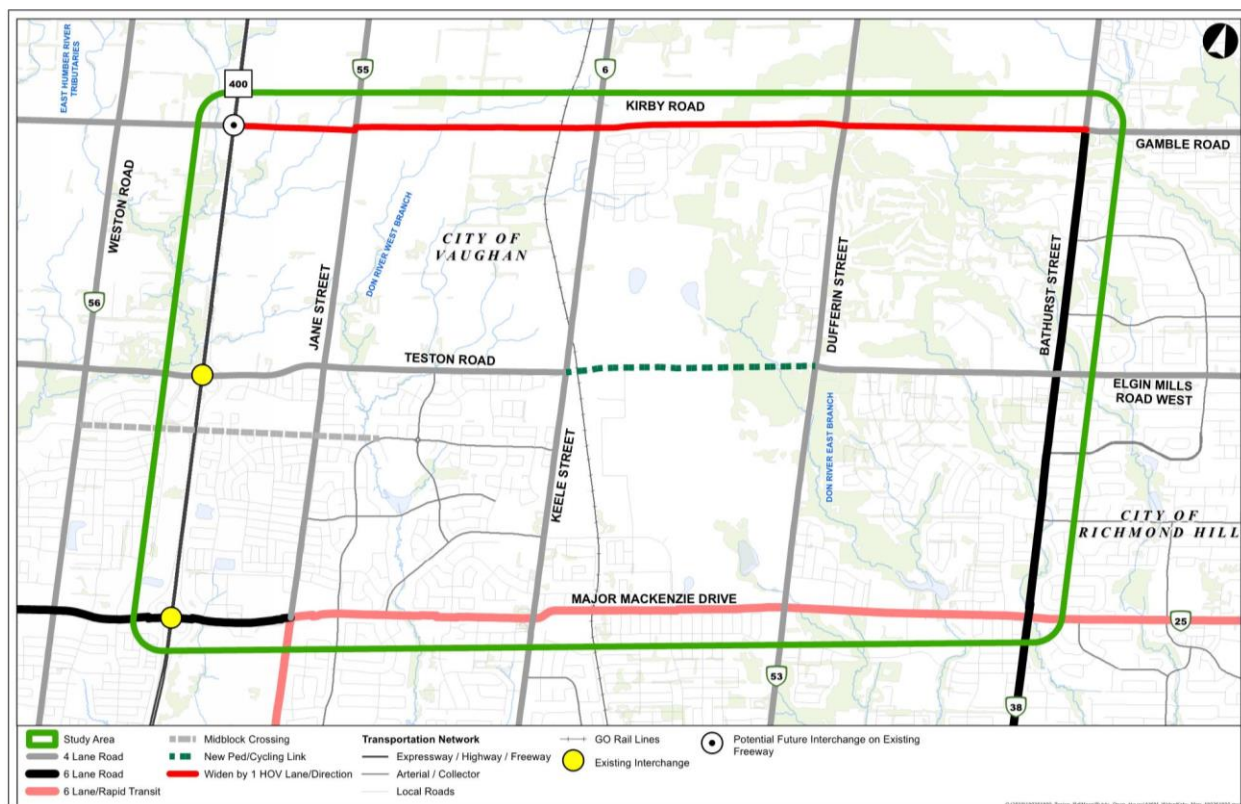 EAST HUMBER RIVER
TRIBUTARIES
400
55
6
KIRBY ROAD
GAMBLE ROAD
WESTON ROAD
DON RIVER WEST BRANCH
CITY OF
VAUGHAN
DUFFERIN STREET
BATHURST STREET
56
JANE STREET
TESTON ROAD
ELGIN MILLS
ROAD WEST
KEELE STREET
DON RIVER EAST BRANCH
CITY OF
RICHMOND HILL
MAJOR MACKENZIE DRIVE
25
53
38
Study Area
4 Lane Road
6 Lane Road
6 Lane/Rapid Transit
Midblock Crossing
New Ped/Cycling Link
Widen by 1 HOV Lane/Direction
Transportation Network
Expressway / Highway / Freeway
Arterial / Collector
Local Roads
GO Rail Lines
Existing Interchange
Potential Future Interchange on Existing
Freeway